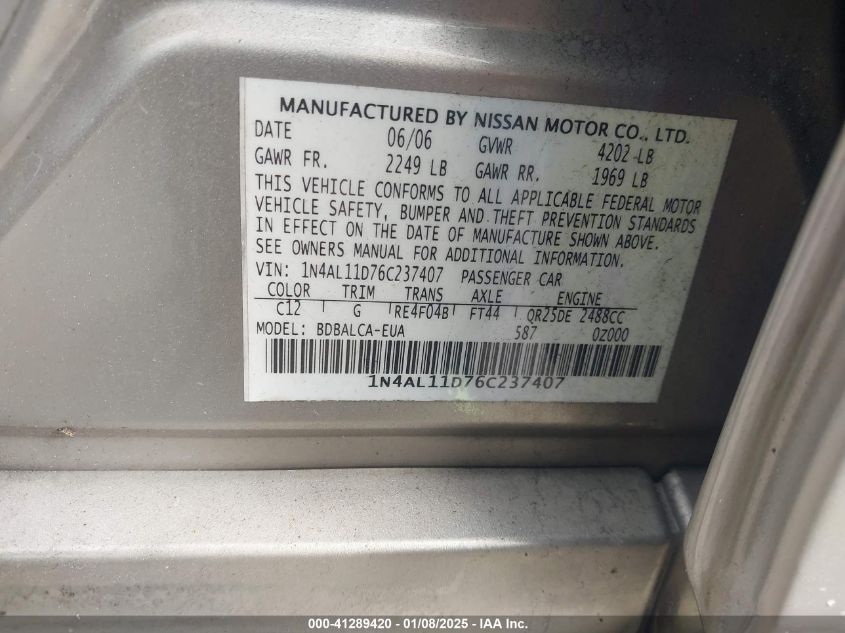 MANUFACTURED BY NISSAN MOTOR CO., LTD.
DATE 06/06 GVWR 4202 LB
GAWR FR. 2249 LB GAWR RR. 1969 LB
THIS VEHICLE CONFORMS TO ALL APPLICABLE FEDERAL MOTOR
VEHICLE SAFETY, BUMPER AND THEFT PREVENTION STANDARDS
IN EFFECT ON THE DATE OF MANUFACTURE SHOWN ABOVE.
SEE OWNERS MANUAL FOR ADDITIONAL INFORMATION.
VIN: 1N4AL11D76C237407 PASSENGER CAR
COLOR TRIM TRANS AXLE ENGINE
C12 G RE4F04B FT44 QR25DE 2488CC
MODEL: BDBALCA-EUA 587 0Z000
1N4AL11D76C237407
000-41289420 - 01/08/2025 - IAA Inc.